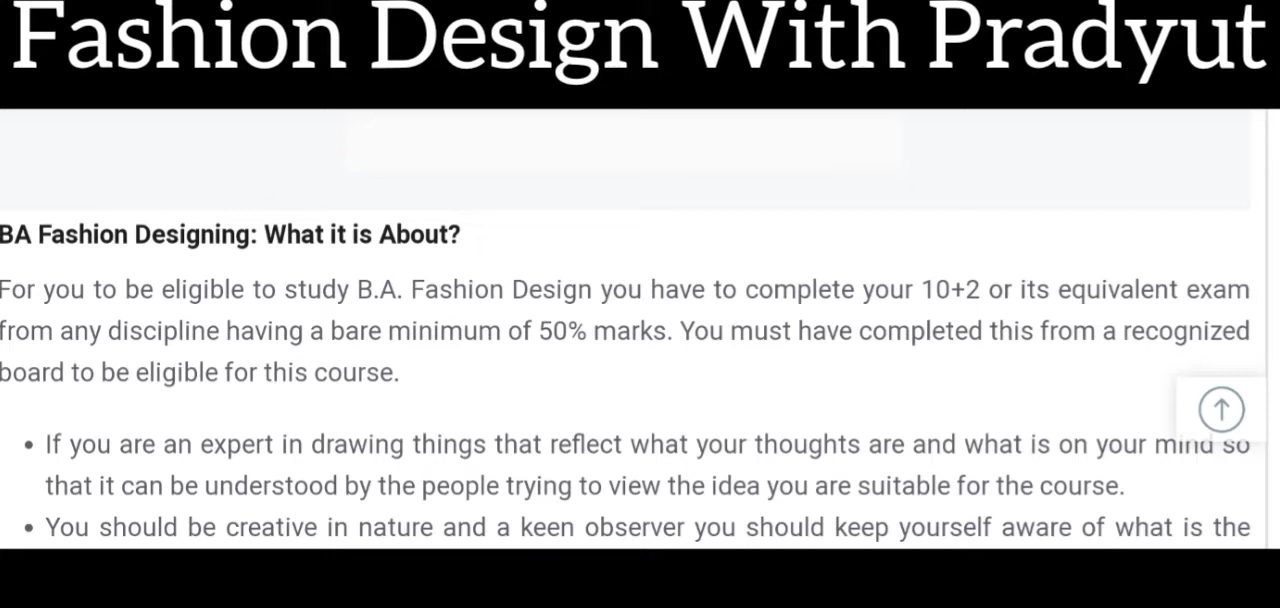 Fashion Design With Pradyut
BA Fashion Designing: What it is About?
For you to be eligible to study B.A. Fashion Design you have to complete your 10+2 or its equivalent exam
from any discipline having a bare minimum of 50% marks. You must have completed this from a recognized
board to be eligible for this course.
• If you are an expert in drawing things that reflect what your thoughts are and what is on your mind so
that it can be understood by the people trying to view the idea you are suitable for the course.
• You should be creative in nature and a keen observer you should keep yourself aware of what is the